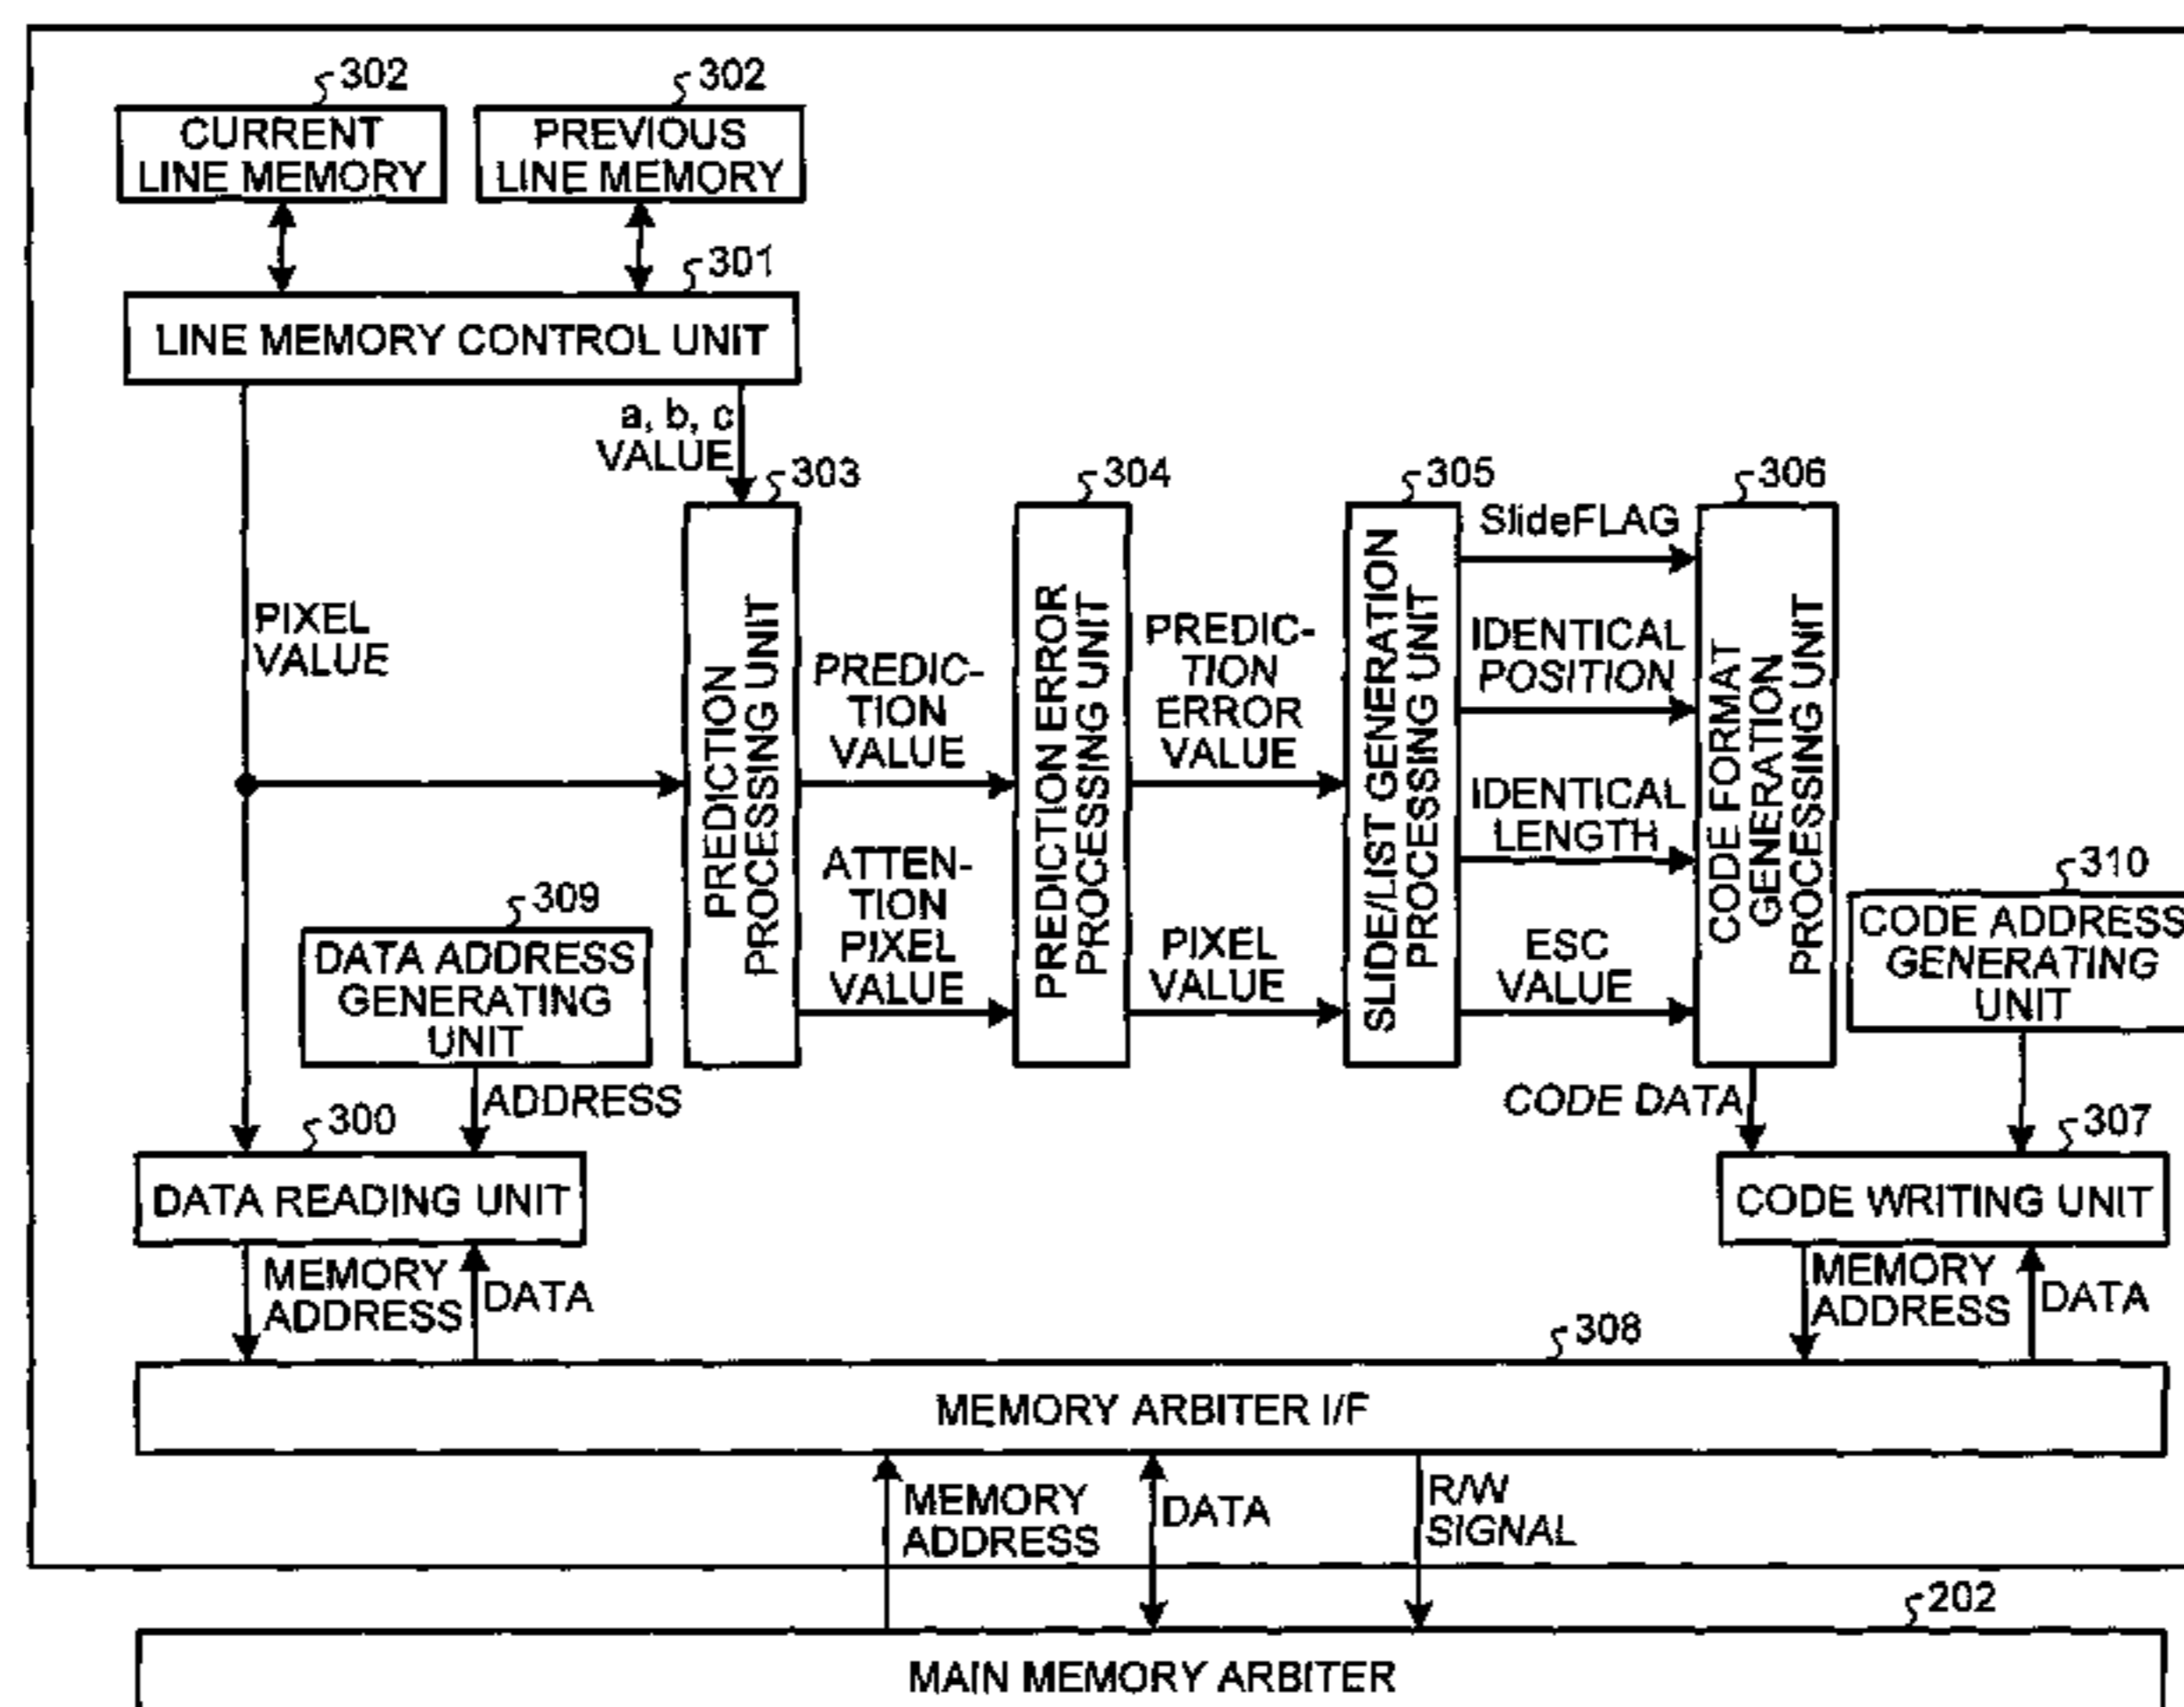 302
302
CURRENT
LINE MEMORY
PREVIOUS
LINE MEMORY
301
LINE MEMORY CONTROL UNIT
a, b, c
VALUE
PIXEL
VALUE
303
PREDICTION
PROCESSING UNIT
PREDIC-
TION
VALUE
ATTEN-
TION
PIXEL
VALUE
304
PREDICTION ERROR
PROCESSING UNIT
PREDIC-
TION
ERROR
VALUE
PIXEL
VALUE
305
SLIDE/LIST GENERATION
PROCESSING UNIT
SlideFLAG
IDENTICAL
POSITION
IDENTICAL
LENGTH
ESC
VALUE
306
CODE FORMAT
GENERATION
PROCESSING UNIT
309
DATA ADDRESS
GENERATING
UNIT
310
CODE ADDRESS
GENERATING
UNIT
ADDRESS
CODE DATA
300
DATA READING UNIT
307
CODE WRITING UNIT
MEMORY
ADDRESS
DATA
MEMORY
ADDRESS
DATA
308
MEMORY ARBITER I/F
MEMORY
ADDRESS
DATA
R/W
SIGNAL
202
MAIN MEMORY ARBITER